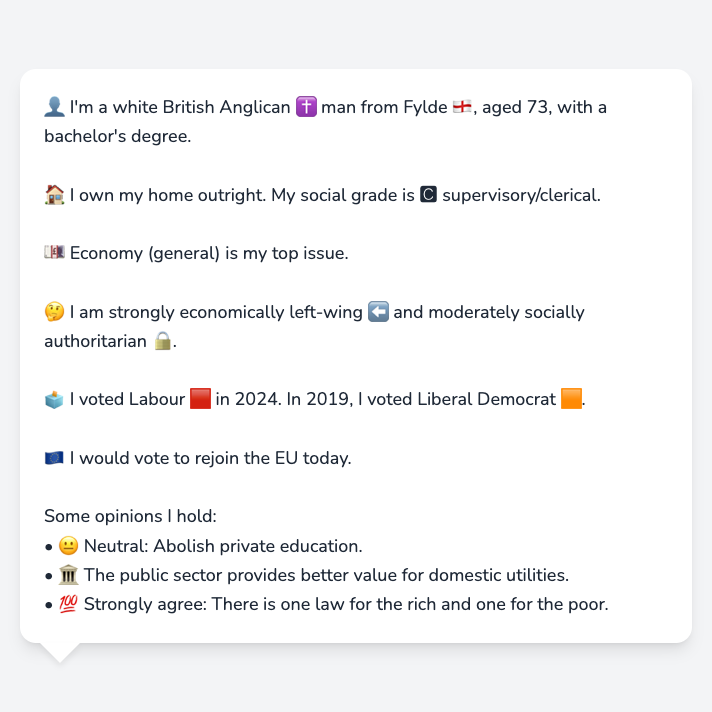 👤 I'm a white British Anglican ✝️ man from Fylde 🏴󠁧󠁢󠁥󠁮󠁧󠁿, aged 73, with a
bachelor's degree.
🏠 I own my home outright. My social grade is 🅲 supervisory/clerical.
💷 Economy (general) is my top issue.
🤔 I am strongly economically left-wing ⬅️ and moderately socially
authoritarian 🔒.
🗳️ I voted Labour 🟥 in 2024. In 2019, I voted Liberal Democrat 🟧.
🇪🇺 I would vote to rejoin the EU today.
Some opinions I hold:
• 😐 Neutral: Abolish private education.
• 🏛️ The public sector provides better value for domestic utilities.
• 💯 Strongly agree: There is one law for the rich and one for the poor.